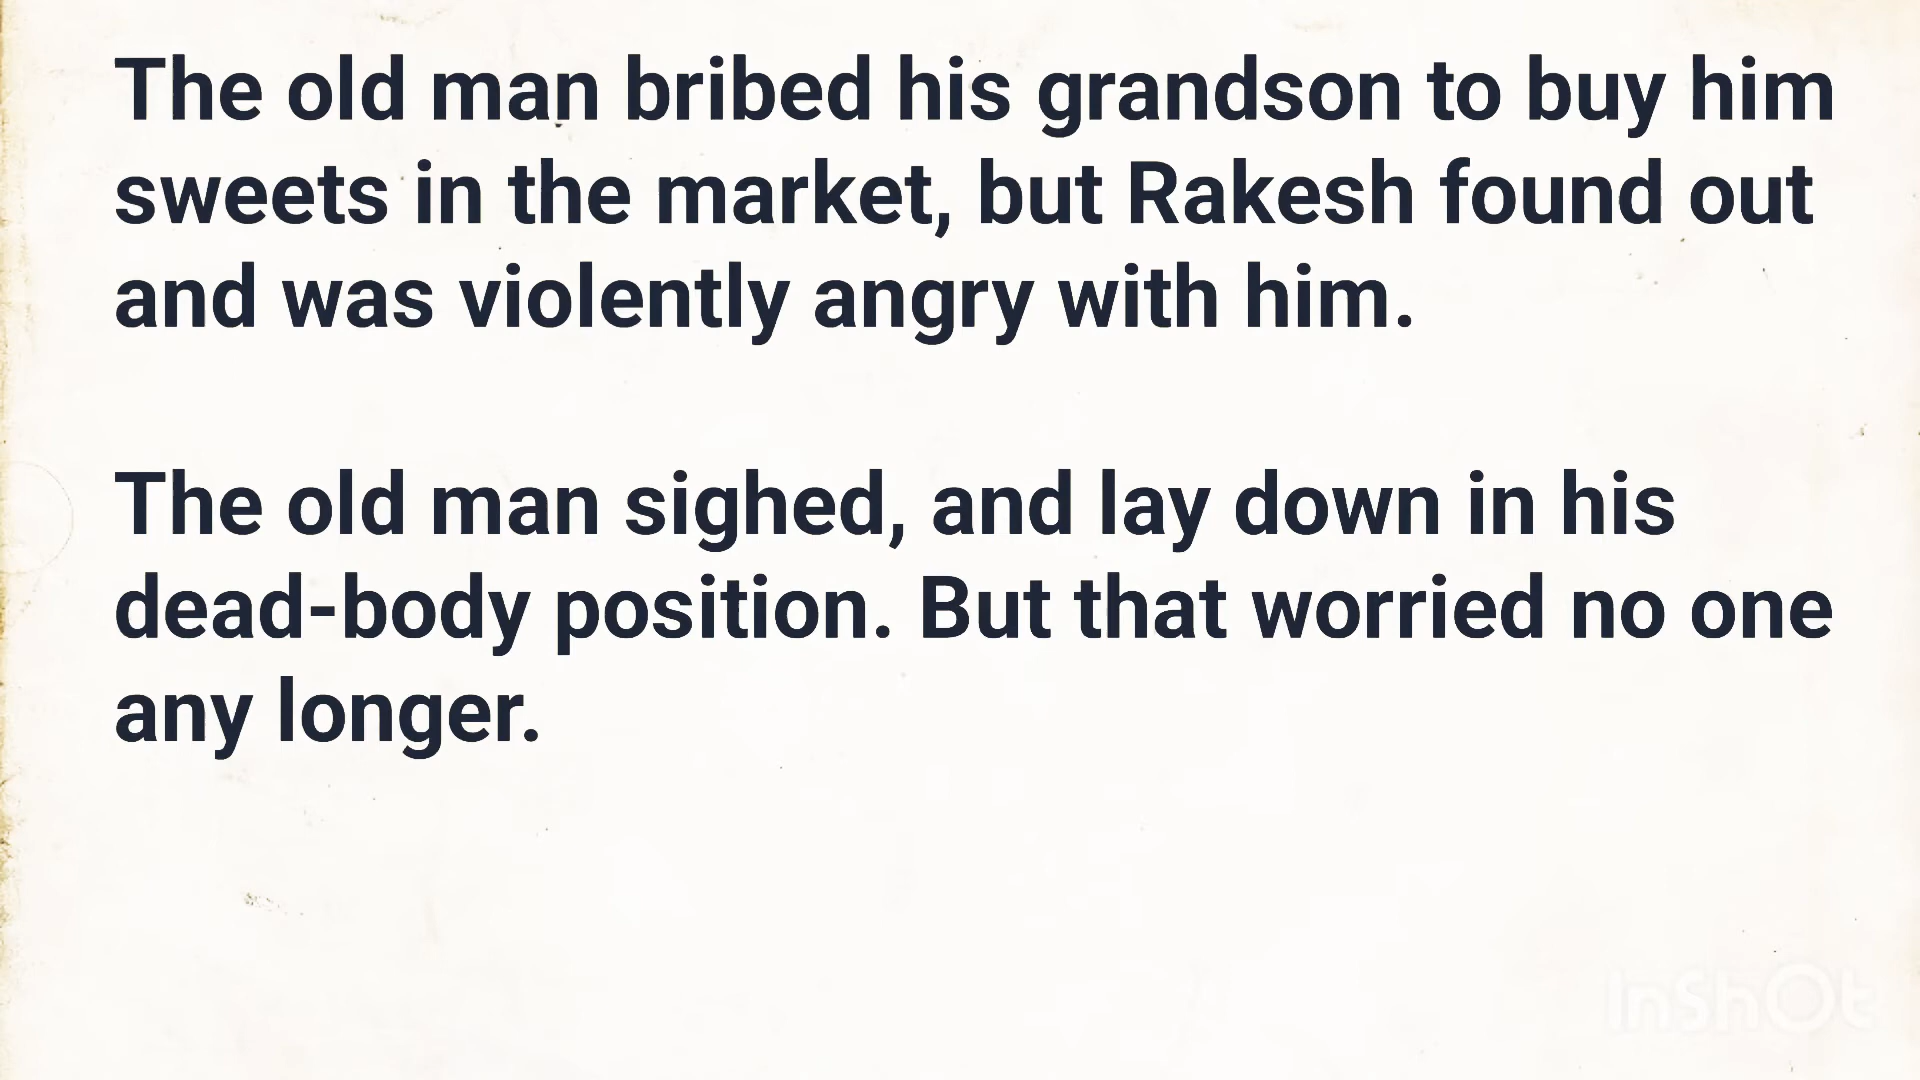 The old man bribed his grandson to buy him
sweets in the market, but Rakesh found out
and was violently angry with him.
The old man sighed, and lay down in his
dead-body position. But that worried no one
any longer.
InShOt